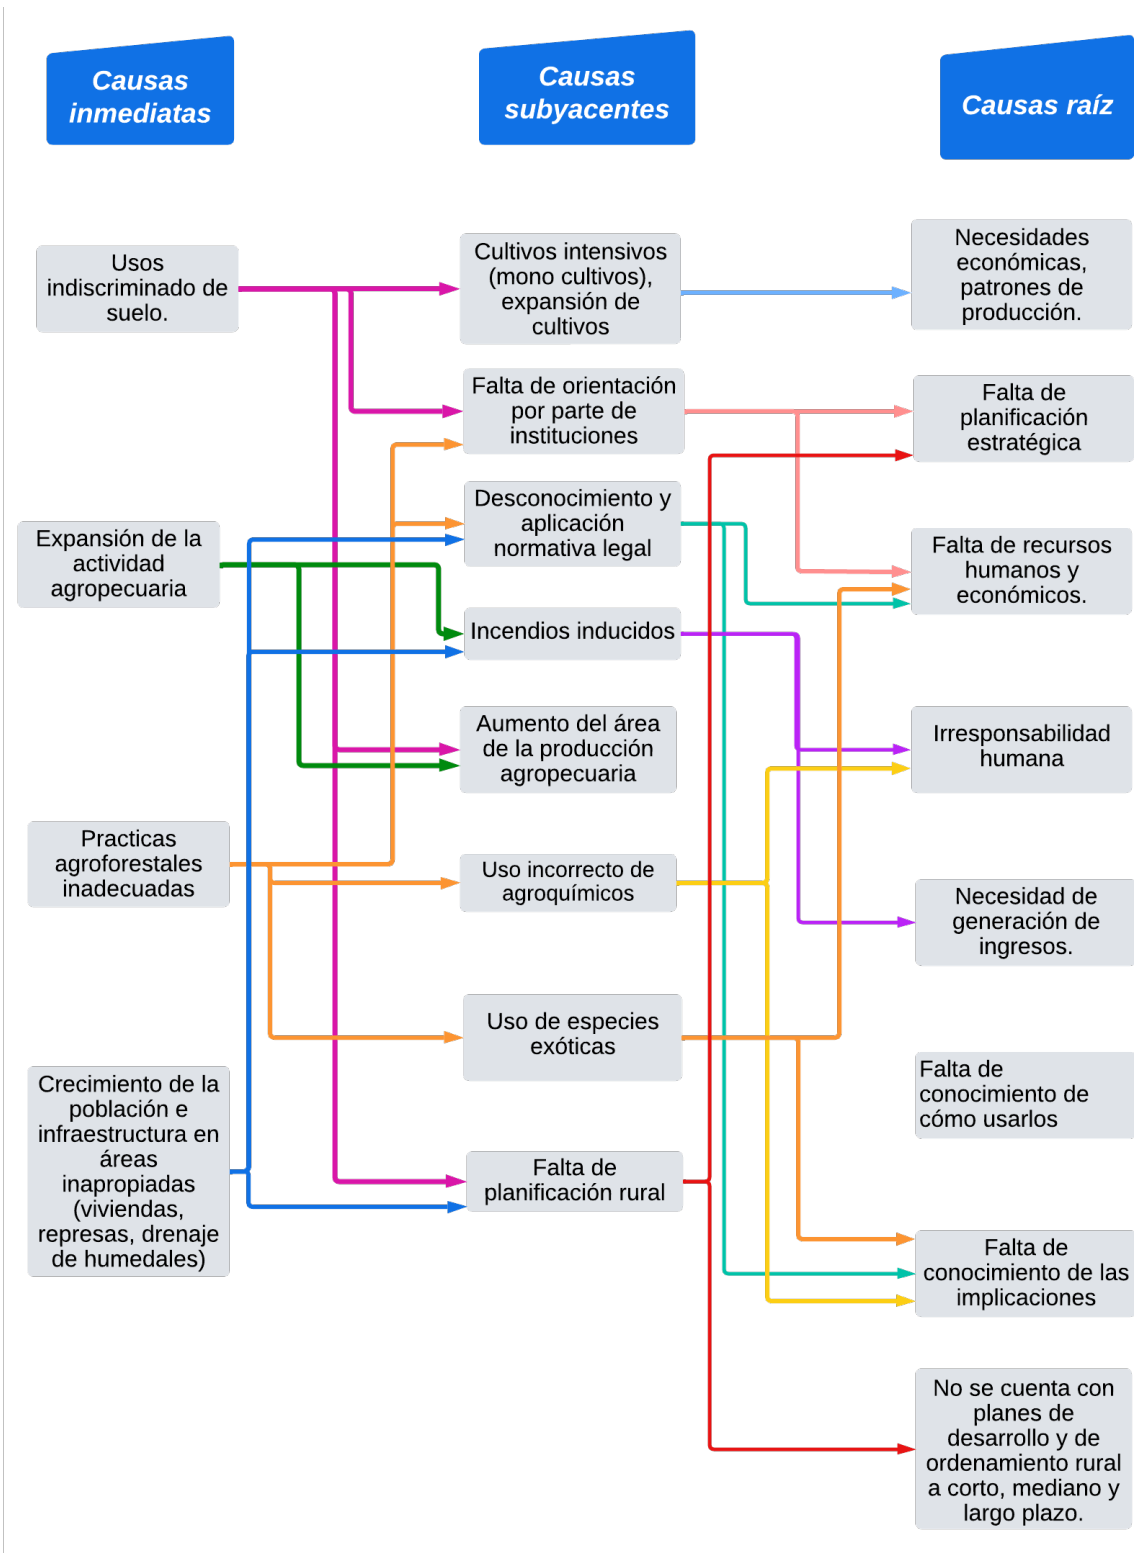 Causas
inmediatas
Causas
subyacentes
Causas raíz
Usos
indiscriminado de
suelo.
Expansión de la
actividad
agropecuaria
Practicas
agroforestales
inadecuadas
Crecimiento de la
población e
infraestructura en
áreas
inapropiadas
(viviendas,
represas, drenaje
de humedales)
Cultivos intensivos
(mono cultivos),
expansión de
cultivos
Falta de orientación
por parte de
instituciones
Desconocimiento y
aplicación
normativa legal
Incendios inducidos
Aumento del área
de la producción
agropecuaria
Uso incorrecto de
agroquímicos
Uso de especies
exóticas
Falta de
planificación rural
Necesidades
económicas,
patrones de
producción.
Falta de
planificación
estratégica
Falta de recursos
humanos y
económicos.
Irresponsabilidad
humana
Necesidad de
generación de
ingresos.
Falta de
conocimiento de
cómo usarlos
Falta de
conocimiento de las
implicaciones
No se cuenta con
planes de
desarrollo y de
ordenamiento rural
a corto, mediano y
largo plazo.